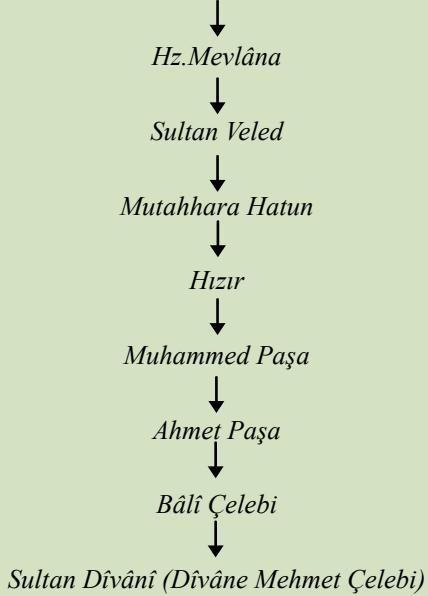 Hz.Mevlâna
Sultan Veled
Mutahhara Hatun
Hızır
Muhammed Paşa
Ahmet Paşa
Bâlî Çelebi
Sultan Dîvânî (Dîvâne Mehmet Çelebi)